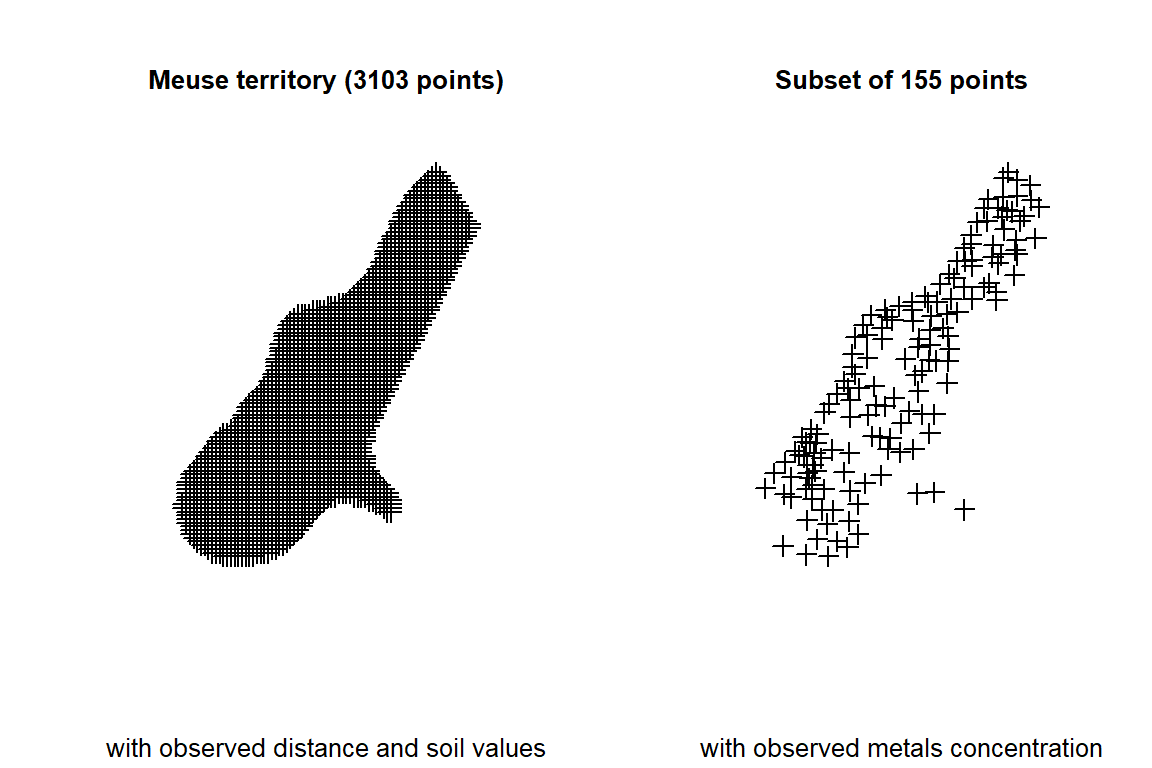 Meuse territory (3103 points)
Subset of 155 points
with observed distance and soil values
with observed metals concentration